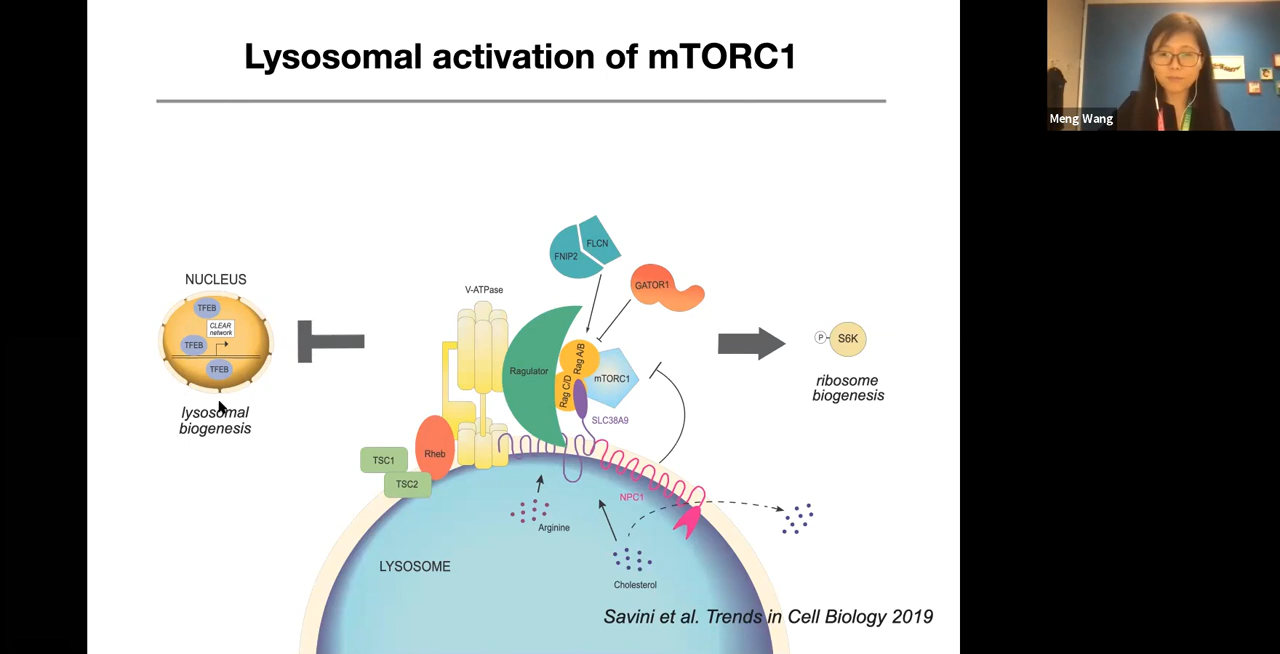 Lysosomal activation of mTORC1
Meng Wang
NUCLEUS
TFEB
CLEAR
network
TFEB
TFEB
lysosomal
biogenesis
V-ATPase
FNIP2
FLCN
GATOR1
Ragulator
Rag A/B
Rag C/D
mTORC1
SLC38A9
P
S6K
ribosome
biogenesis
TSC1
TSC2
Rheb
NPC1
Arginine
Cholesterol
LYSOSOME
Savini et al. Trends in Cell Biology 2019